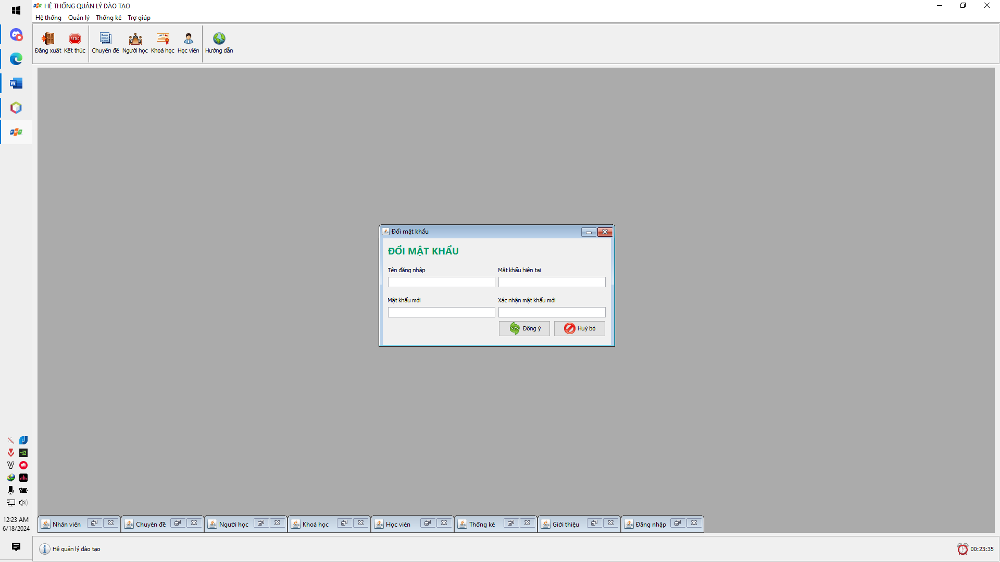 HỆ THỐNG QUẢN LÝ ĐÀO TẠO
Hệ thống Quản lý Thống kê Trợ giúp
STOP
Đăng xuất Kết thúc Chuyên đề Người học Khoá học Học viên Hướng dẫn
W
FPT
Đổi mật khẩu
ĐỔI MẬT KHẨU
Tên đăng nhập Mật khẩu hiện tại
Mật khẩu mới Xác nhận mật khẩu mới
Đồng ý Huỷ bỏ
12:23 AM
6/18/2024
Nhân viên Chuyên đề Người học Khoá học Học viên Thống kê Giới thiệu Đăng nhập
Hệ quản lý đào tạo 00:23:35